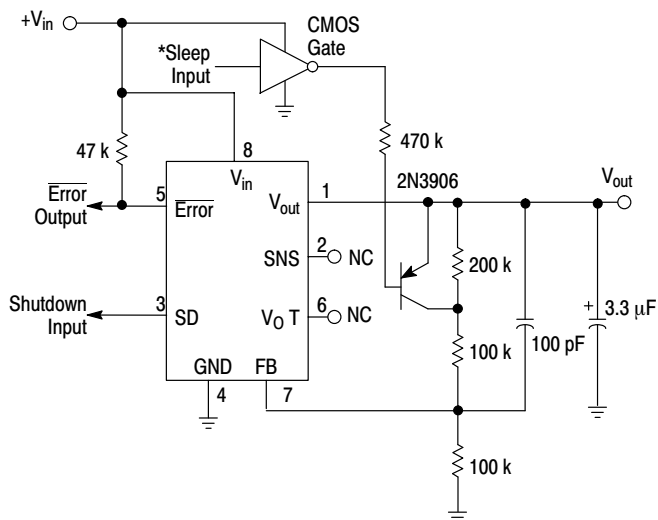 +Vin
*Sleep
Input
CMOS
Gate
47 k
470 k
8
Vin
2N3906
Vout
Error
Output
5
Error
Vout
1
200 k
SNS
2
NC
Shutdown
Input
3
SD
VO T
6
NC
100 k
100 pF
+
3.3 μF
GND
FB
4
7
100 k